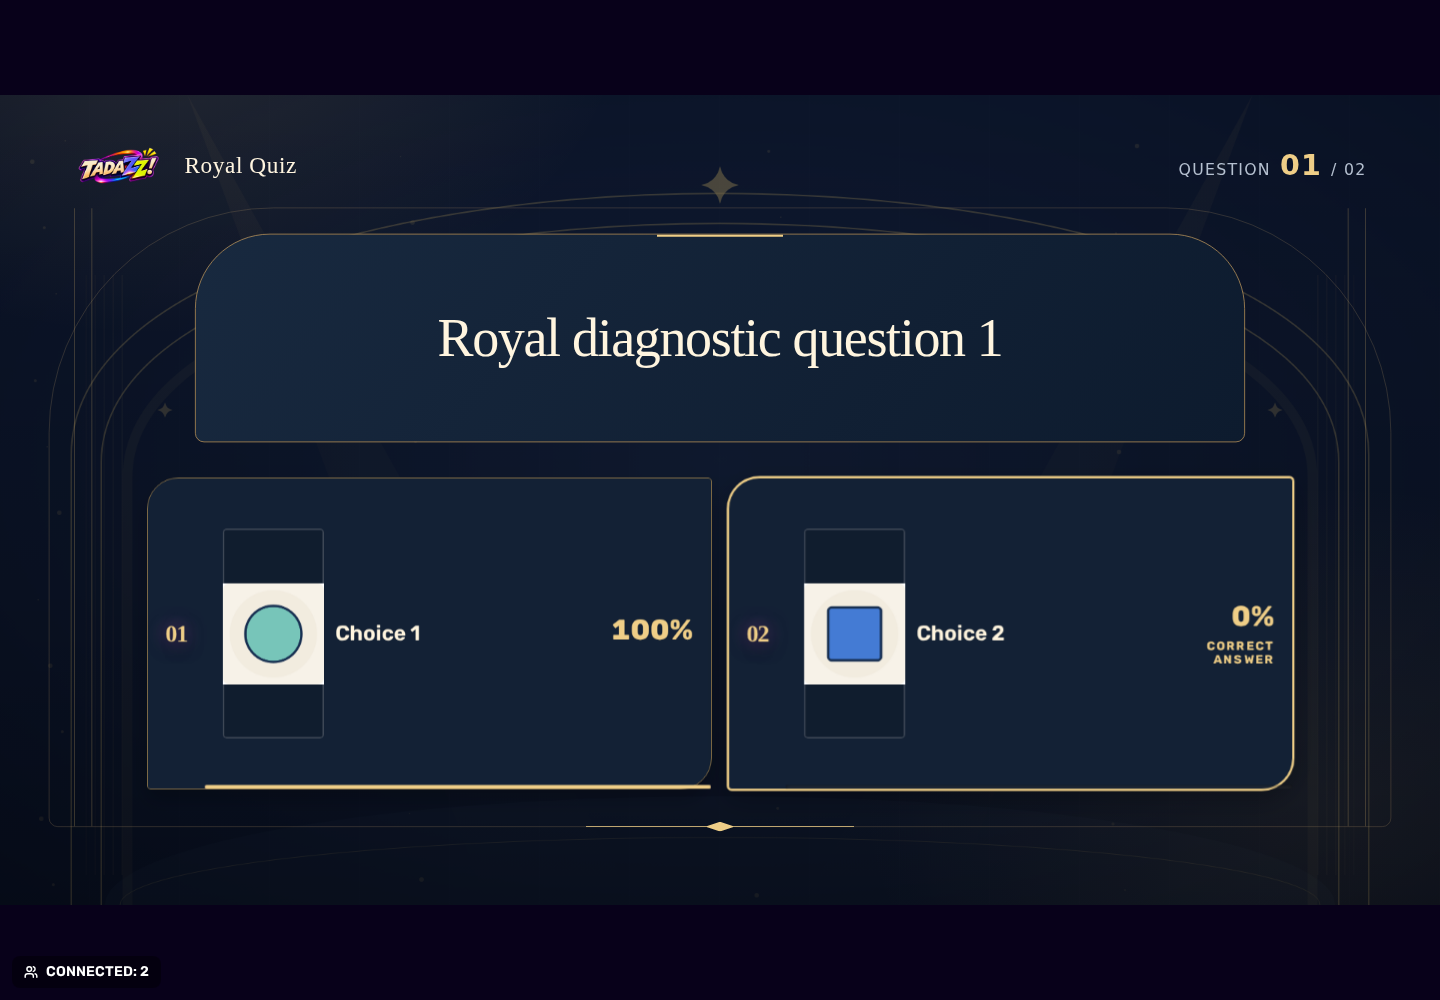 TADAZZ!
Royal Quiz
QUESTION 01 / 02
Royal diagnostic question 1
01
Choice 1
100%
02
Choice 2
0%
CORRECT
ANSWER
CONNECTED: 2